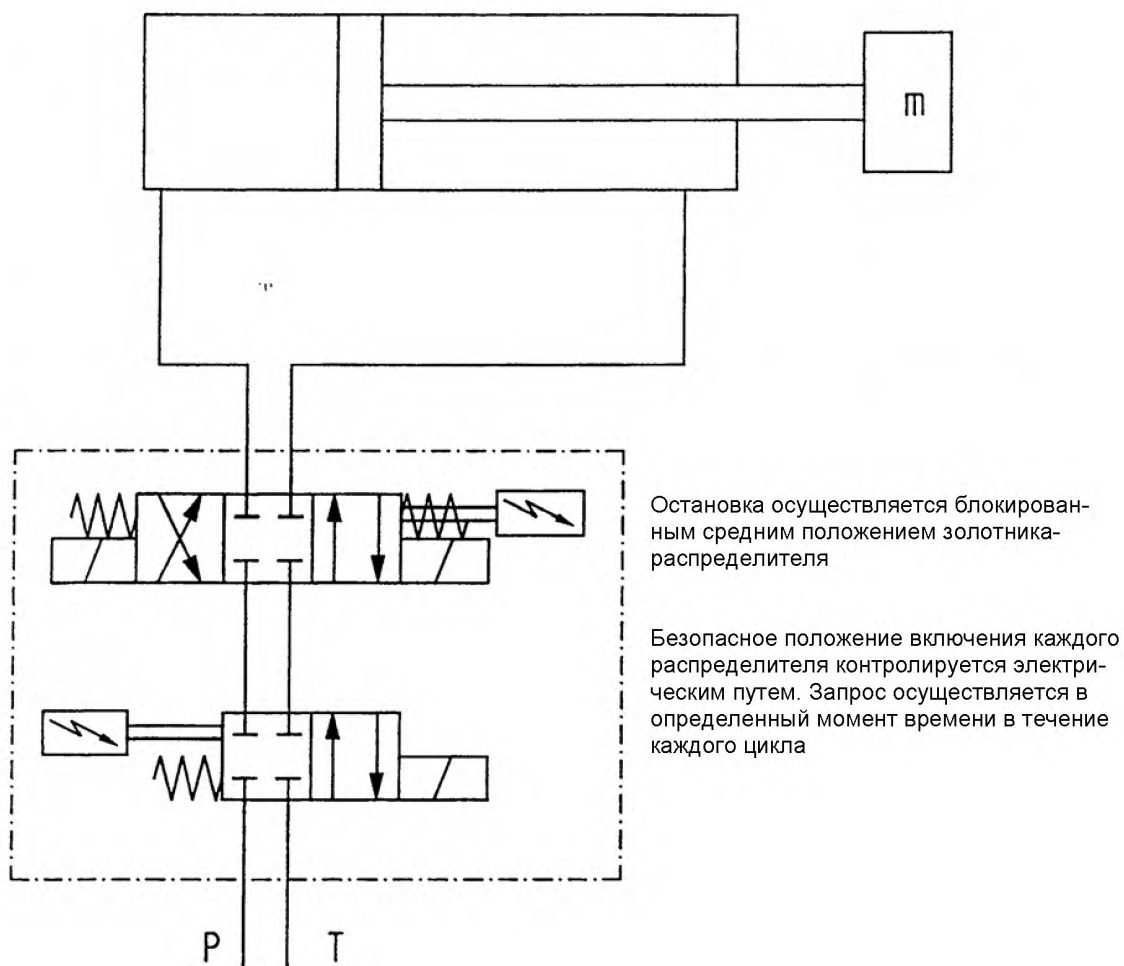 m
Остановка осуществляется блокирован-
ным средним положением золотника-
распределителя
Безопасное положение включения каждого
распределителя контролируется электри-
ческим путем. Запрос осуществляется в
определенный момент времени в течение
каждого цикла
P T